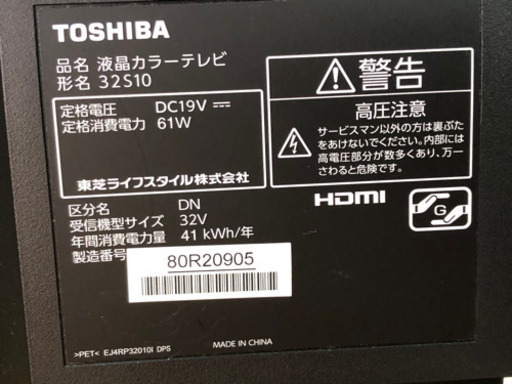 TOSHIBA
品名 液晶カラーテレビ
形名 32S10
定格電圧 DC19V ⎓
定格消費電力 61W
東芝ライフスタイル株式会社
区分名 DN
受信機型サイズ 32V
年間消費電力量 41 kWh/年
製造番号
80R20905
>PET< EJ4RP32010I DPS
MADE IN CHINA
警告
高圧注意
サービスマン以外の方は裏ぶた
をあけないでください。内部には
高電圧部分が数多くあり、万一
さわると危険です。
HDMI
G